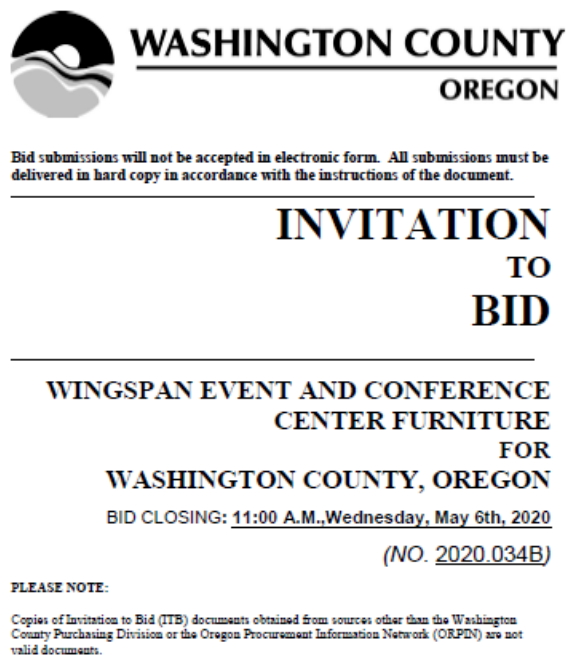 WASHINGTON COUNTY
OREGON
Bid submissions will not be accepted in electronic form. All submissions must be
delivered in hard copy in accordance with the instructions of the document.
INVITATION
TO
BID
WINGSPAN EVENT AND CONFERENCE
CENTER FURNITURE
FOR
WASHINGTON COUNTY, OREGON
BID CLOSING: 11:00 A.M.,Wednesday, May 6th, 2020
(NO. 2020.034B)
PLEASE NOTE:
Copies of Invitation to Bid (ITB) documents obtained from sources other than the Washington
County Purchasing Division or the Oregon Procurement Information Network (ORPIN) are not
valid documents.